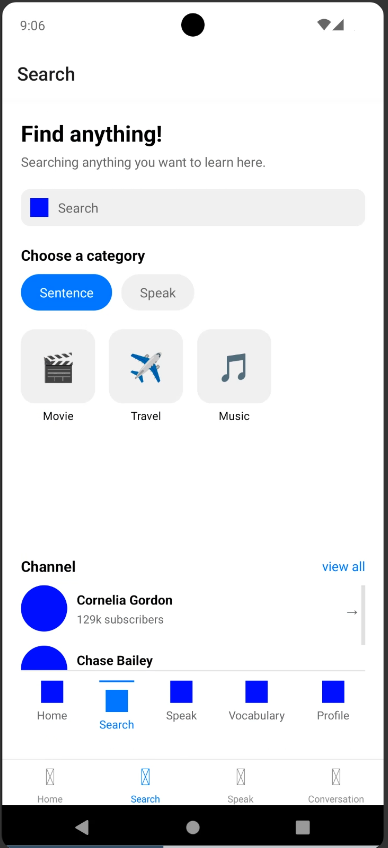 9:06
Search
Find anything!
Searching anything you want to learn here.
Search
Choose a category
Sentence Speak
Movie Travel Music
Channel view all
Cornelia Gordon
129k subscribers
→
Chase Bailey
Home Search Speak Vocabulary Profile
Home Search Speak Conversation